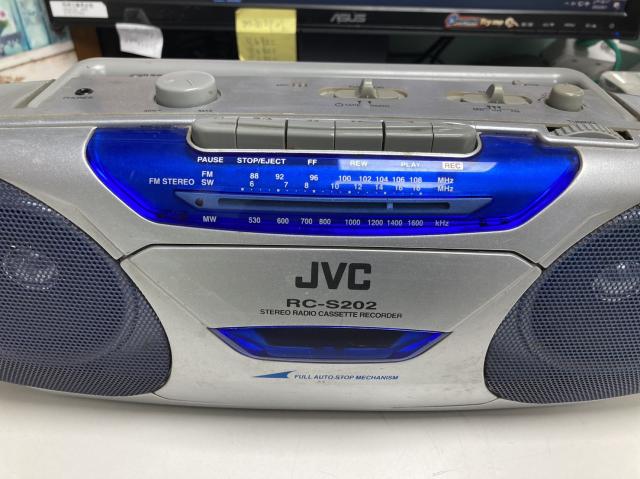 ASUS
PHONES
PAUSE STOP/EJECT FF REW PLAY REC
FM 88 92 96 100 102 104 106 108 MHz
FM STEREO
SW 6 7 8 10 12 14 16 18 MHz
MW 530 600 700 800 1000 1200 1400 1600 kHz
JVC
RC-S202
STEREO RADIO CASSETTE RECORDER
FULL AUTO-STOP MECHANISM